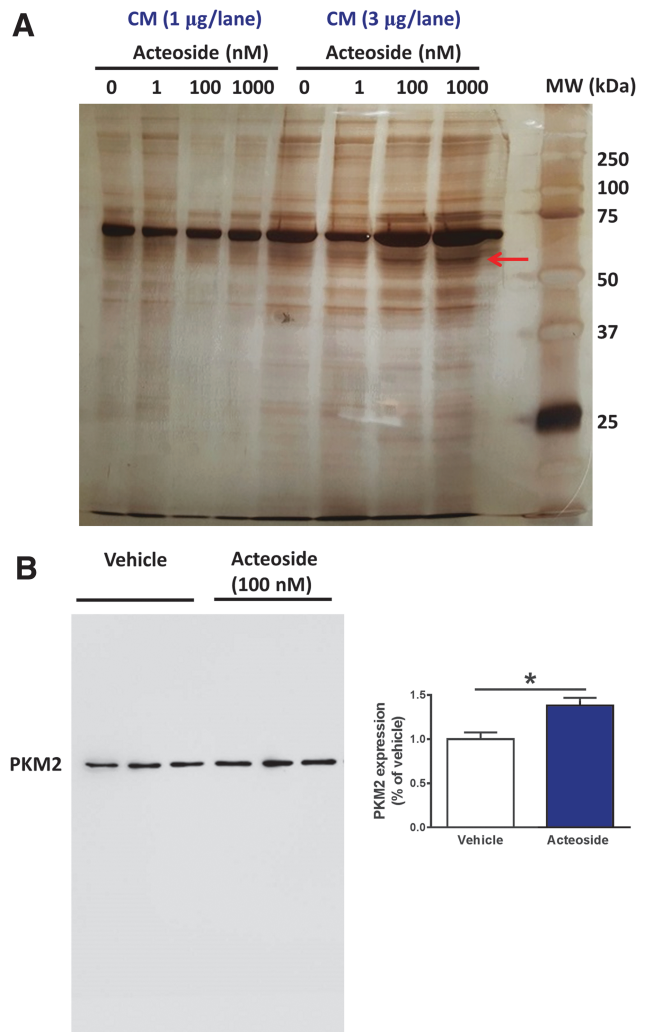 A
CM (1 μg/lane) CM (3 μg/lane)
Acteoside (nM) Acteoside (nM)
0 1 100 1000 0 1 100 1000 MW (kDa)
250
100
75
50
37
25
B
Vehicle Acteoside
(100 nM)
PKM2
*
PKM2 expression
(% of vehicle)
1.5
1.0
0.5
0.0
Vehicle Acteoside